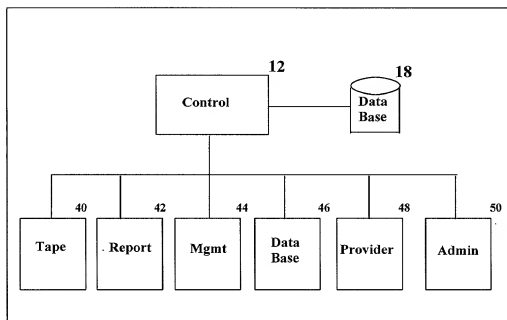 12
18
Control
Data
Base
40
42
44
46
48
50
Tape
Report
Mgmt
Data
Base
Provider
Admin